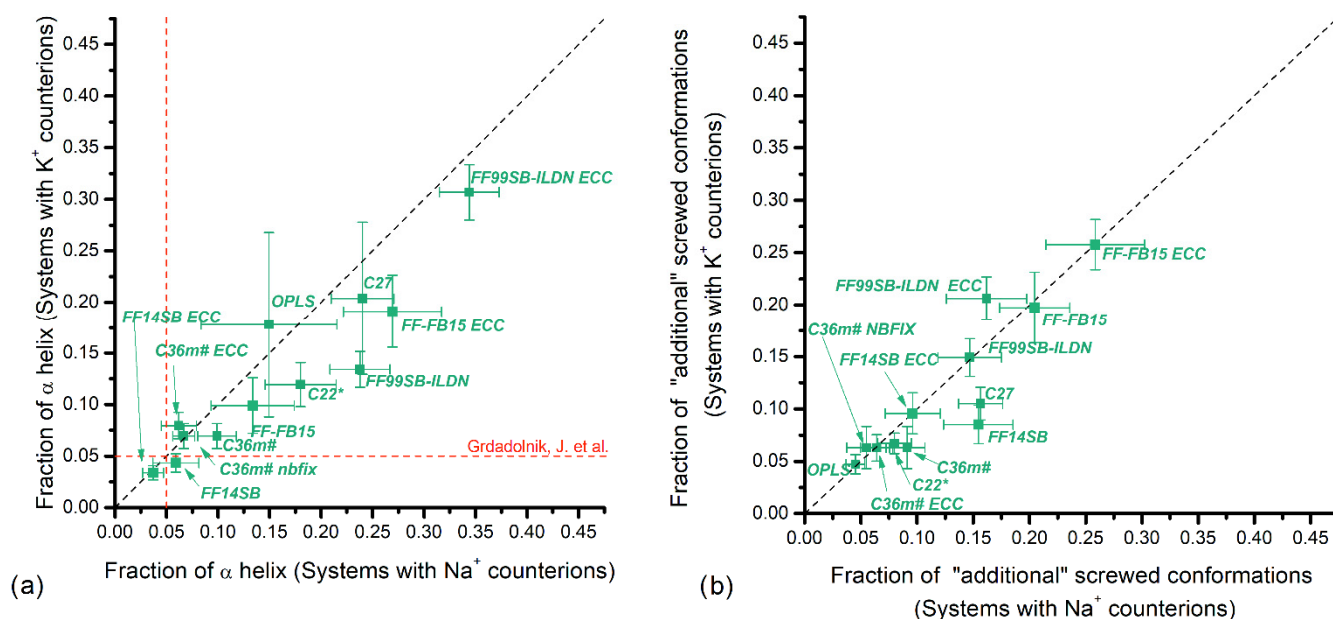 Fraction of α helix (Systems with K+ counterions)
0.45
0.40
0.35
0.30
0.25
0.20
0.15
0.10
0.05
0.00
FF99SB-ILDN ECC
C27
OPLS
FF-FB15 ECC
FF14SB ECC
C36m# ECC
FF99SB-ILDN
C22*
FF-FB15
C36m#
Grdadolnik, J. et al.
C36m# nbfix
FF14SB
0.00 0.05 0.10 0.15 0.20 0.25 0.30 0.35 0.40 0.45
Fraction of α helix (Systems with Na+ counterions)
(a)
Fraction of "additional" screwed conformations
(Systems with K+ counterions)
0.45
0.40
0.35
0.30
0.25
0.20
0.15
0.10
0.05
0.00
FF-FB15 ECC
FF99SB-ILDN ECC
FF-FB15
C36m# NBFIX
FF99SB-ILDN
FF14SB ECC
C27
FF14SB
OPLS
C36m#
C22*
C36m# ECC
0.00 0.05 0.10 0.15 0.20 0.25 0.30 0.35 0.40 0.45
Fraction of "additional" screwed conformations
(Systems with Na+ counterions)
(b)